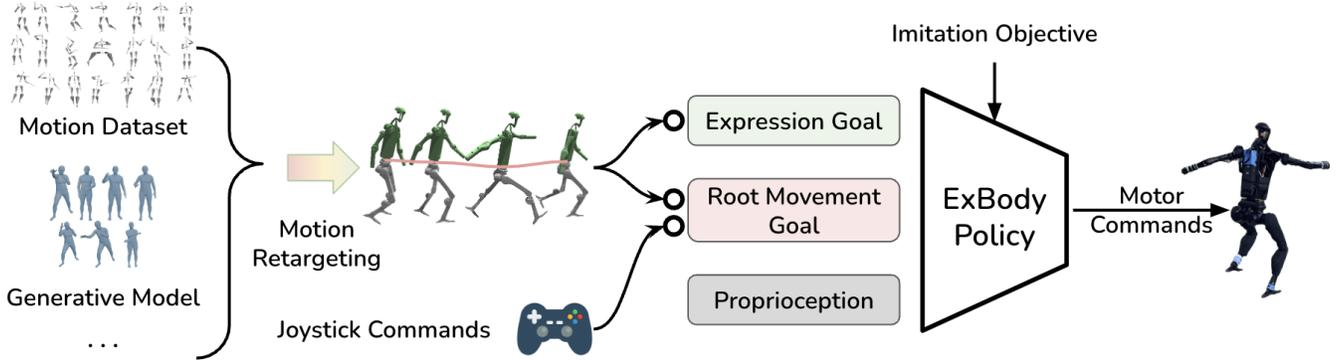 Motion Dataset
Generative Model
...
Motion
Retargeting
Joystick Commands
Expression Goal
Root Movement
Goal
Proprioception
Imitation Objective
ExBody
Policy
Motor
Commands